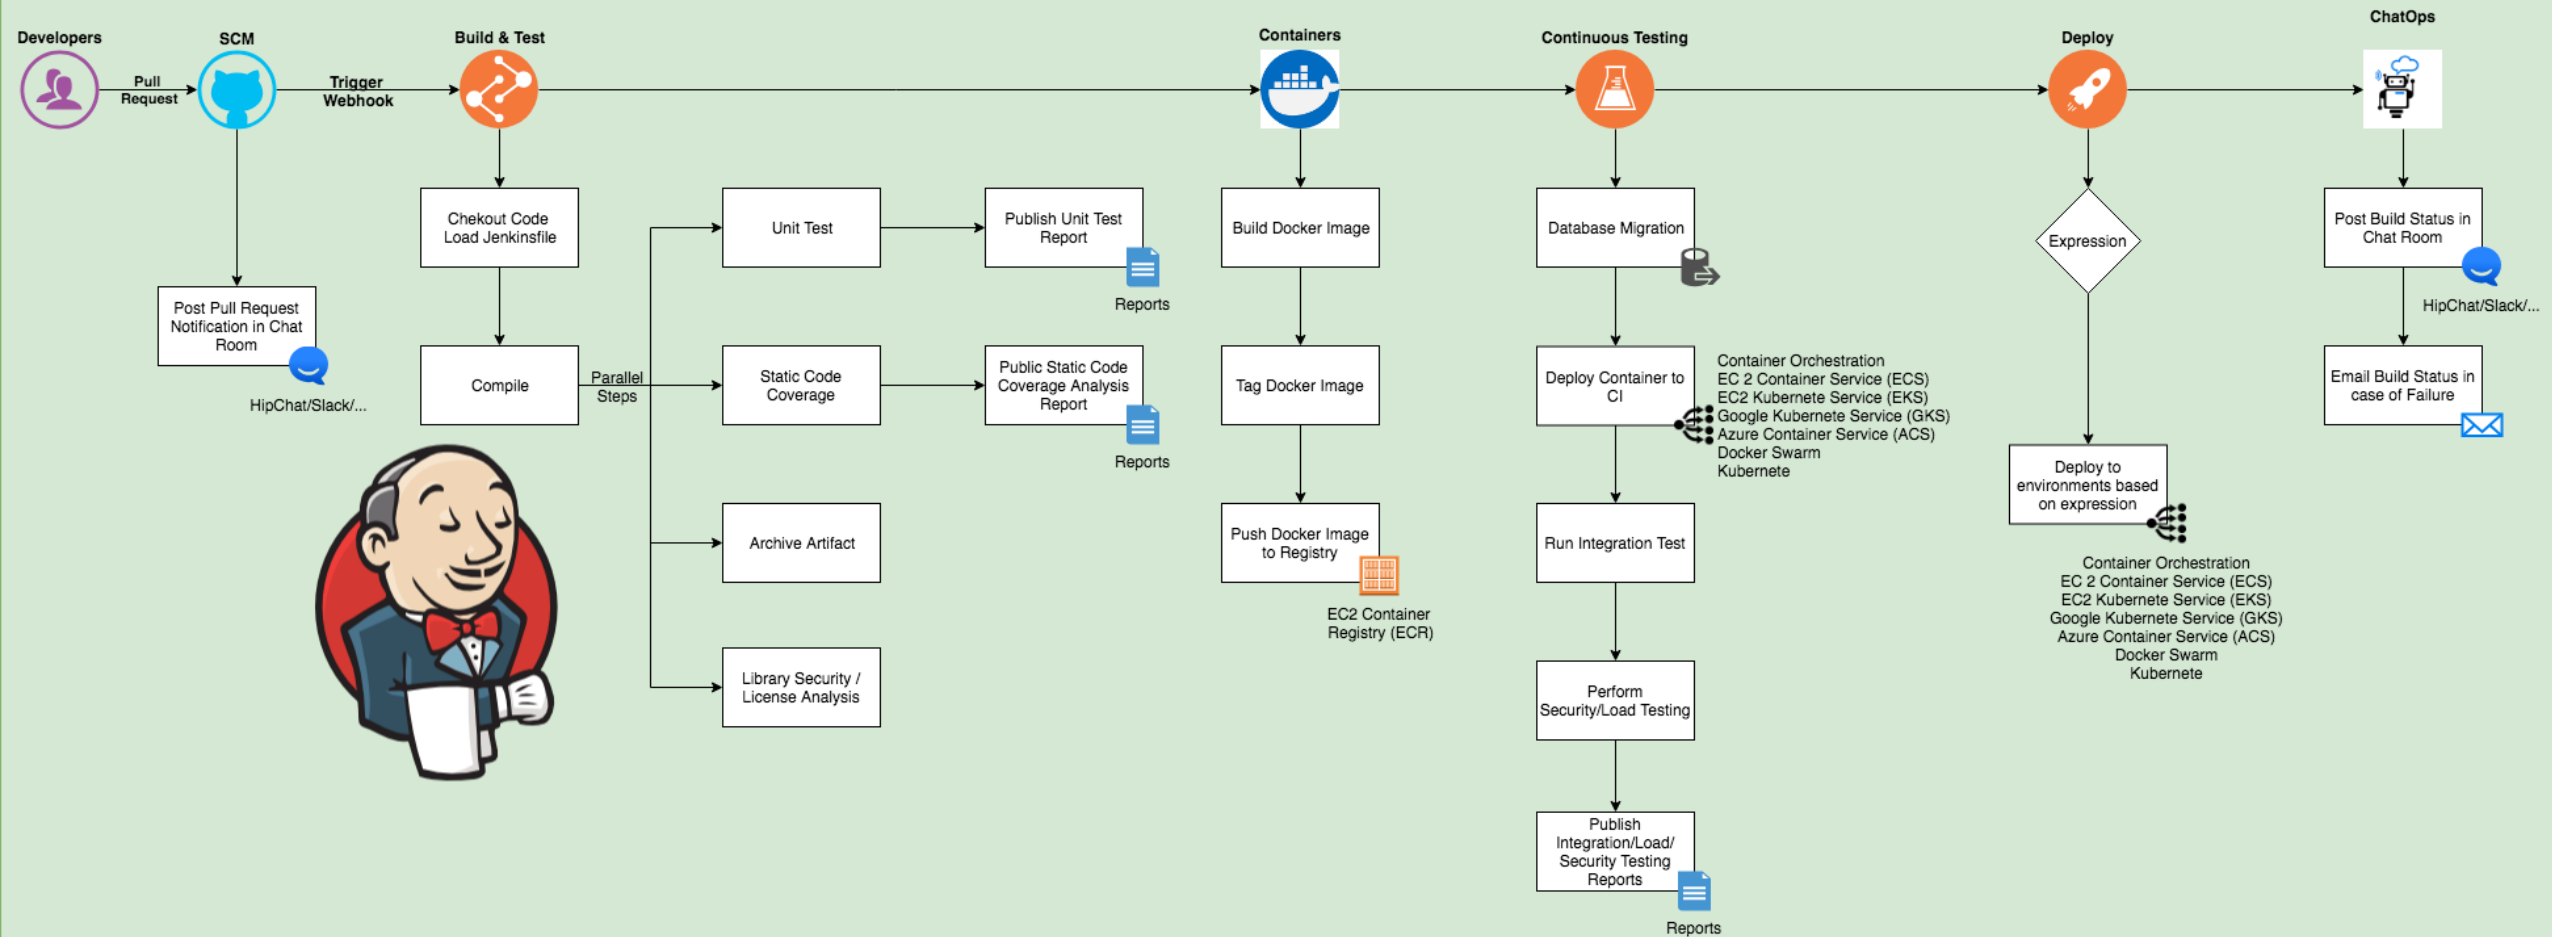 Developers
Pull
Request
SCM
Trigger
Webhook
Post Pull Request
Notification in Chat
Room
HipChat/Slack/...
Build & Test
Chekout Code
Load Jenkinsfile
Compile
Parallel
Steps
Unit Test
Publish Unit Test
Report
Reports
Static Code
Coverage
Public Static Code
Coverage Analysis
Report
Reports
Archive Artifact
Library Security /
License Analysis
Containers
Build Docker Image
Tag Docker Image
Push Docker Image
to Registry
EC2 Container
Registry (ECR)
Continuous Testing
Database Migration
Deploy Container to
CI
Container Orchestration
EC 2 Container Service (ECS)
EC2 Kubernete Service (EKS)
Google Kubernete Service (GKS)
Azure Container Service (ACS)
Docker Swarm
Kubernete
Run Integration Test
Perform
Security/Load Testing
Publish
Integration/Load/
Security Testing
Reports
Reports
Deploy
Expression
Deploy to
environments based
on expression
Container Orchestration
EC 2 Container Service (ECS)
EC2 Kubernete Service (EKS)
Google Kubernete Service (GKS)
Azure Container Service (ACS)
Docker Swarm
Kubernete
ChatOps
Post Build Status in
Chat Room
HipChat/Slack/...
Email Build Status in
case of Failure